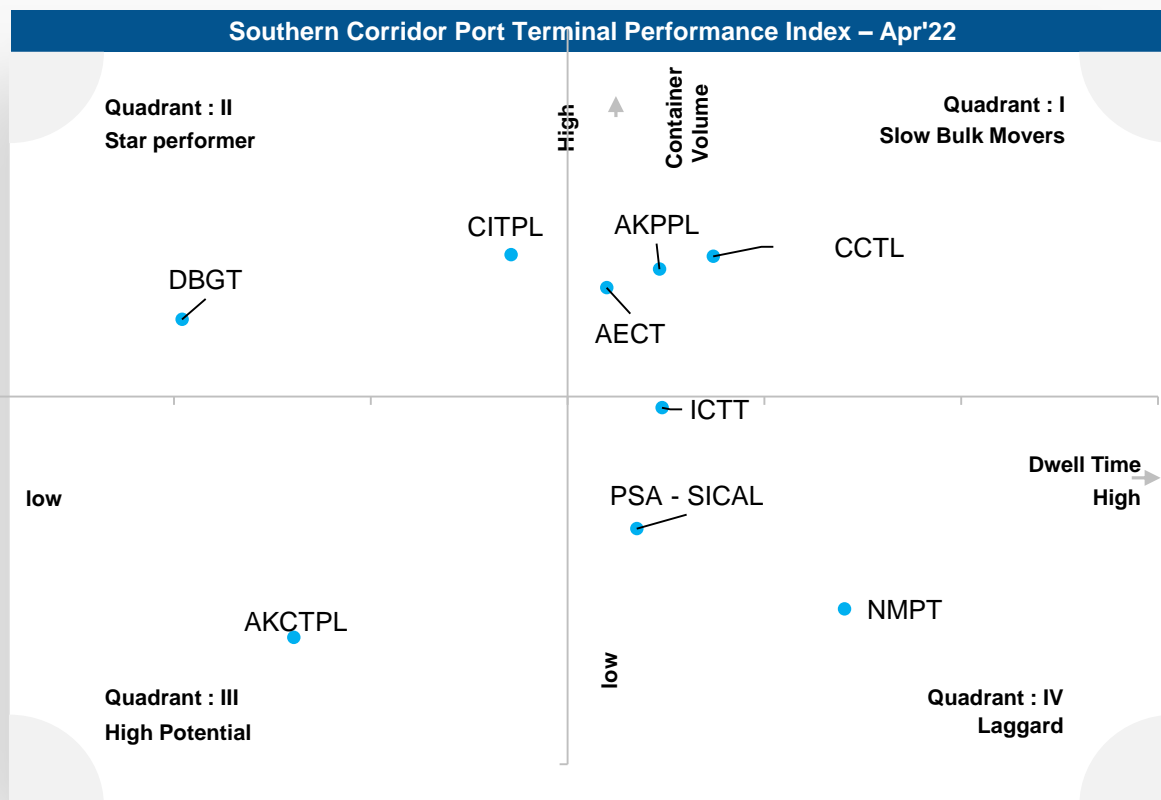 Southern Corridor Port Terminal Performance Index – Apr'22
Quadrant : II
Star performer
High
Container
Volume
Quadrant : I
Slow Bulk Movers
CITPL
AKPPL
CCTL
DBGT
AECT
ICTT
Dwell Time
High
low
PSA - SICAL
NMPT
AKCTPL
low
Quadrant : III
High Potential
Quadrant : IV
Laggard